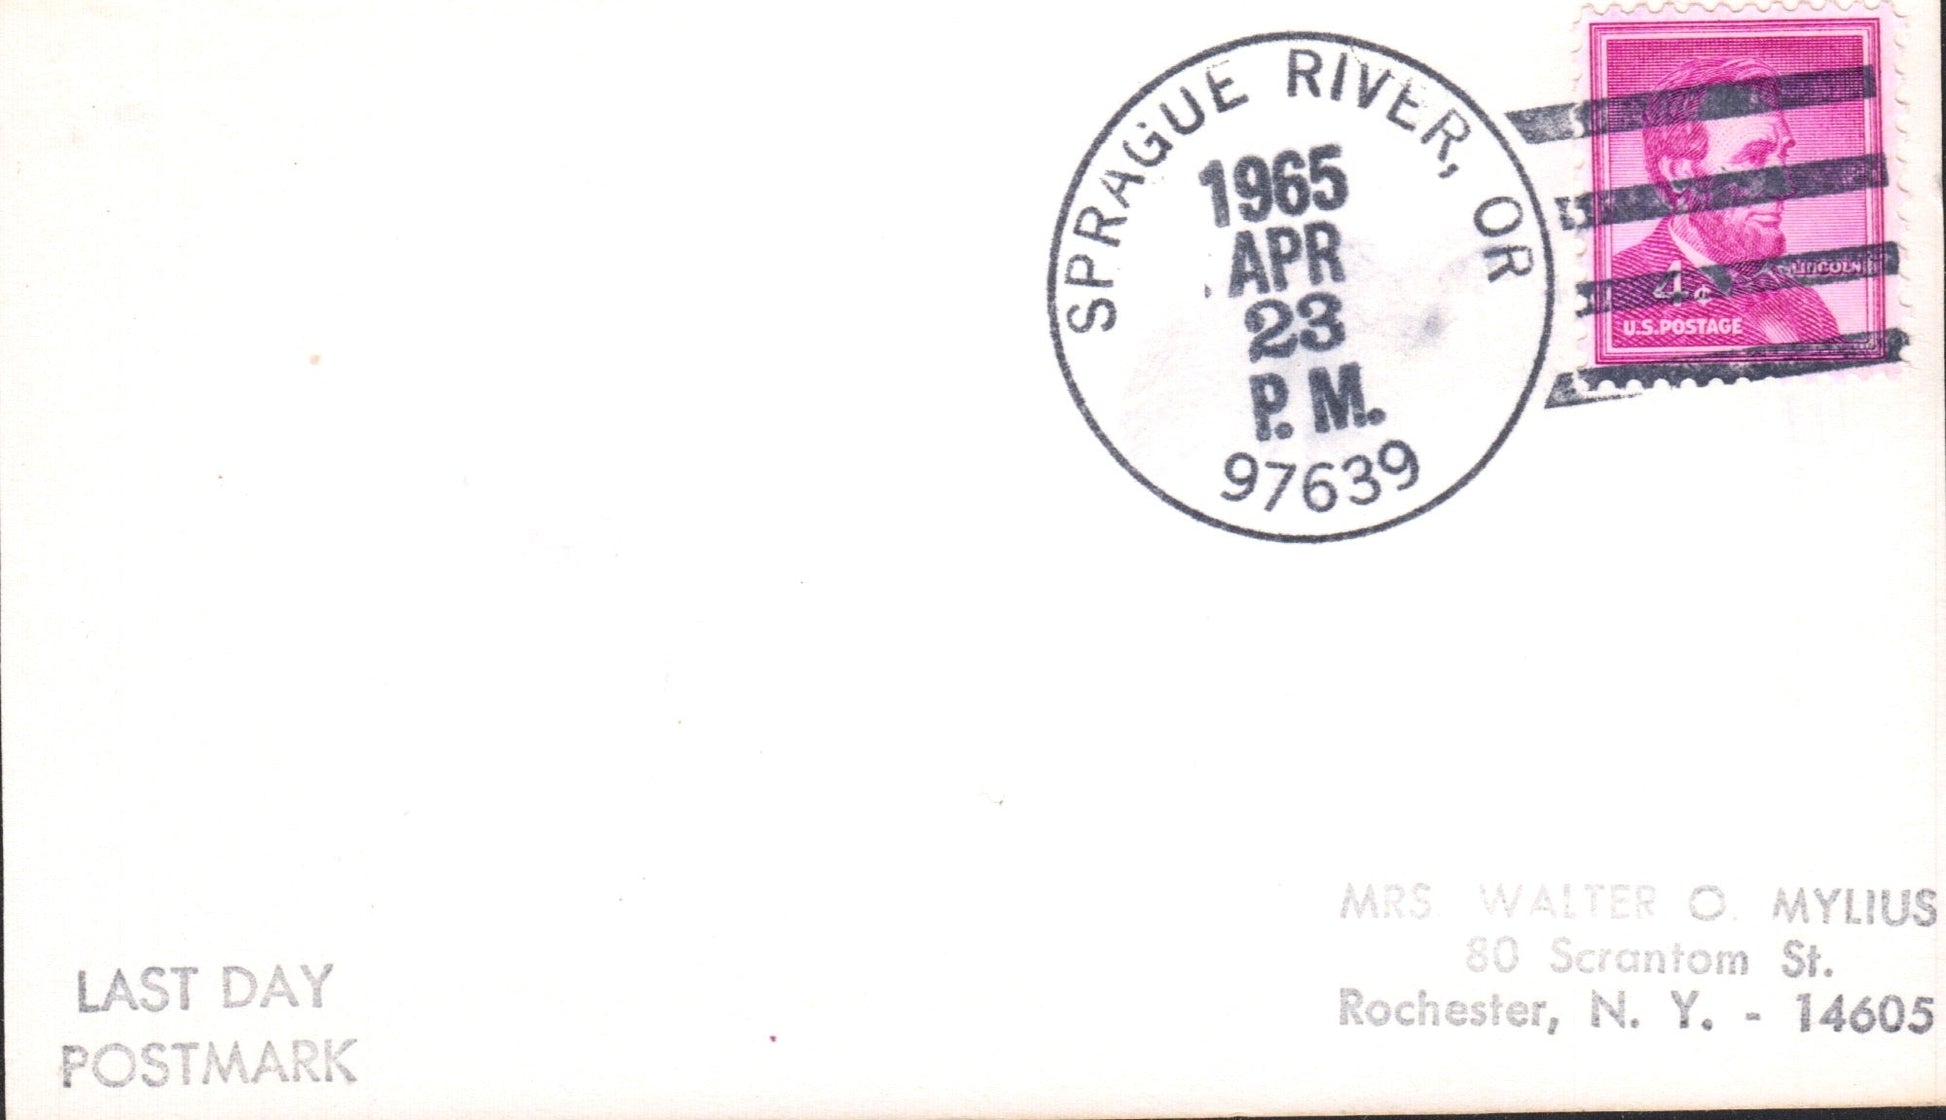 SPRAGUE RIVER, OR
1965
APR
23
P.M.
97639
LINCOLN
4¢
U.S.POSTAGE
MRS. WALTER O. MYLIUS
80 Scrantom St.
Rochester, N. Y. - 14605
LAST DAY
POSTMARK